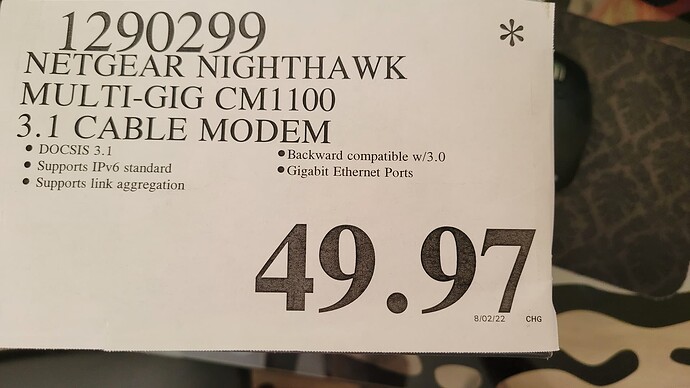 1290299
*
NETGEAR NIGHTHAWK
MULTI-GIG CM1100
3.1 CABLE MODEM
• DOCSIS 3.1
• Supports IPv6 standard
• Supports link aggregation
• Backward compatible w/3.0
• Gigabit Ethernet Ports
49.97
8/02/22 CHG